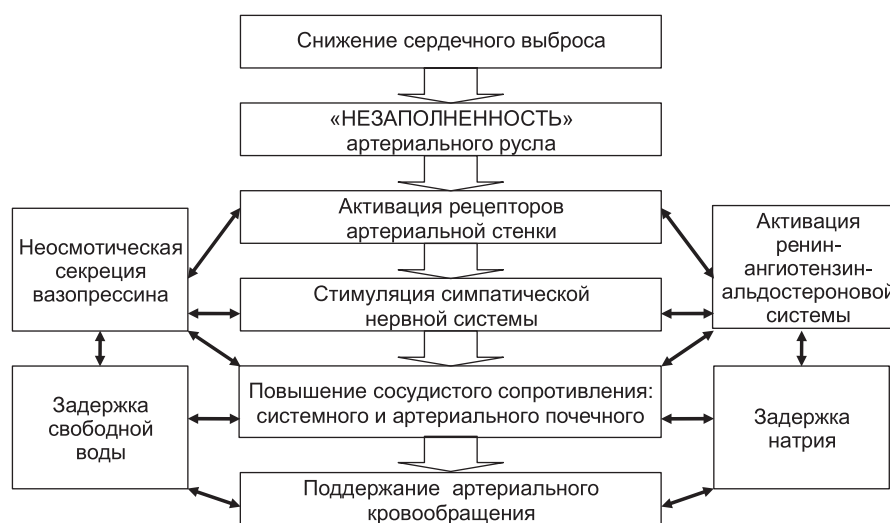 Снижение сердечного выброса
«НЕЗАПОЛНЕННОСТЬ»
артериального русла
Активация рецепторов
артериальной стенки
Неосмотическая
секреция
вазопрессина
Активация
ренин-
ангиотензин-
альдостероновой
системы
Стимуляция симпатической
нервной системы
Задержка
свободной
воды
Повышение сосудистого сопротивления:
системного и артериального почечного
Задержка
натрия
Поддержание артериального
кровообращения